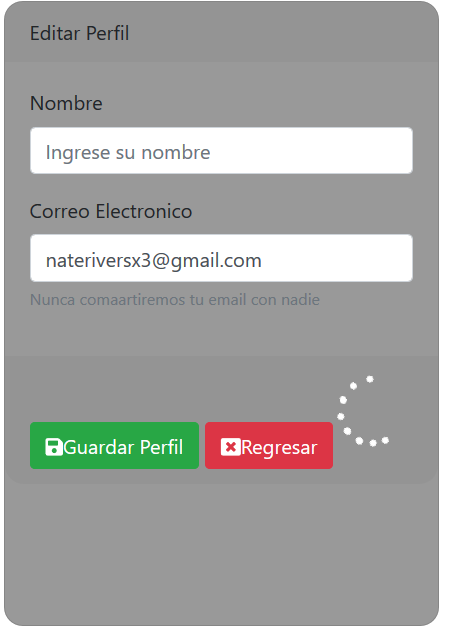 Editar Perfil
Nombre
Ingrese su nombre
Correo Electronico
nateriversx3@gmail.com
Nunca comaartiremos tu email con nadie
Guardar Perfil Regresar